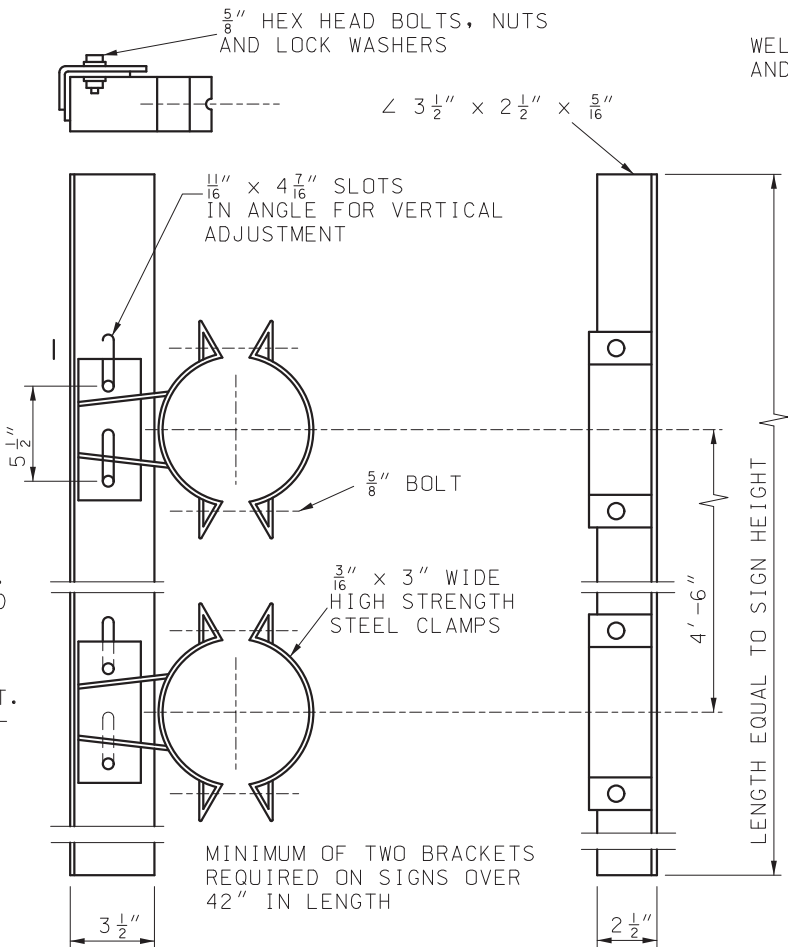 5/8" HEX HEAD BOLTS, NUTS
AND LOCK WASHERS
WEL
AND
∠ 3 1/2" x 2 1/2" x 5/16"
11/16" x 4 7/16" SLOTS
IN ANGLE FOR VERTICAL
ADJUSTMENT
5 1/2"
5/8" BOLT
3/16" x 3" WIDE
HIGH STRENGTH
STEEL CLAMPS
4'-6"
LENGTH EQUAL TO SIGN HEIGHT
T.
MINIMUM OF TWO BRACKETS
REQUIRED ON SIGNS OVER
42" IN LENGTH
3 1/2"
2 1/2"